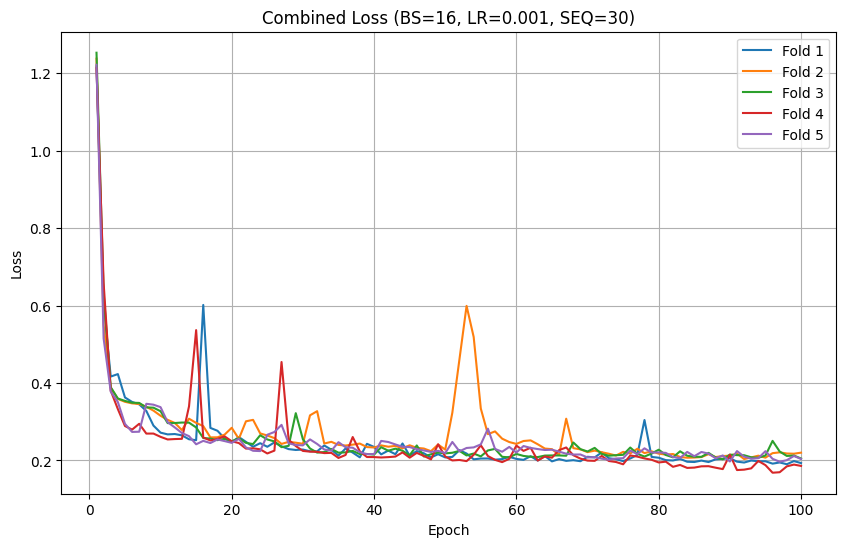 Combined Loss (BS=16, LR=0.001, SEQ=30)
Fold 1
Fold 2
Fold 3
Fold 4
Fold 5
Loss
1.2
1.0
0.8
0.6
0.4
0.2
0 20 40 60 80 100
Epoch